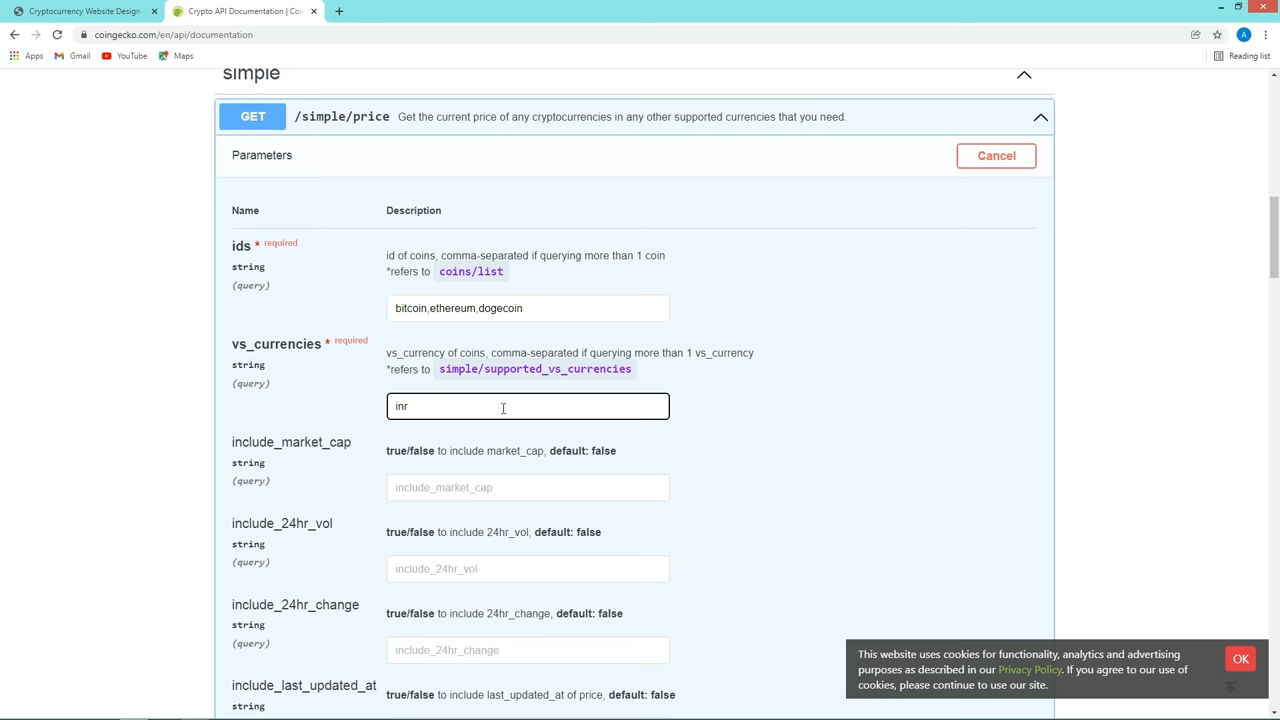 Cryptocurrency Website Design
Crypto API Documentation | Coi
coingecko.com/en/api/documentation
A
Apps
Gmail
YouTube
Maps
Reading list
simple
GET
/simple/price
Get the current price of any cryptocurrencies in any other supported currencies that you need.
Parameters
Cancel
Name
Description
ids * required
string
(query)
id of coins, comma-separated if querying more than 1 coin
*refers to coins/list
bitcoin,ethereum,dogecoin
vs_currencies * required
string
(query)
vs_currency of coins, comma-separated if querying more than 1 vs_currency
*refers to simple/supported_vs_currencies
inr
include_market_cap
string
(query)
true/false to include market_cap, default: false
include_market_cap
include_24hr_vol
string
(query)
true/false to include 24hr_vol, default: false
include_24hr_vol
include_24hr_change
string
(query)
true/false to include 24hr_change, default: false
include_24hr_change
include_last_updated_at
string
true/false to include last_updated_at of price, default: false
This website uses cookies for functionality, analytics and advertising
purposes as described in our Privacy Policy. If you agree to our use of
cookies, please continue to use our site.
OK